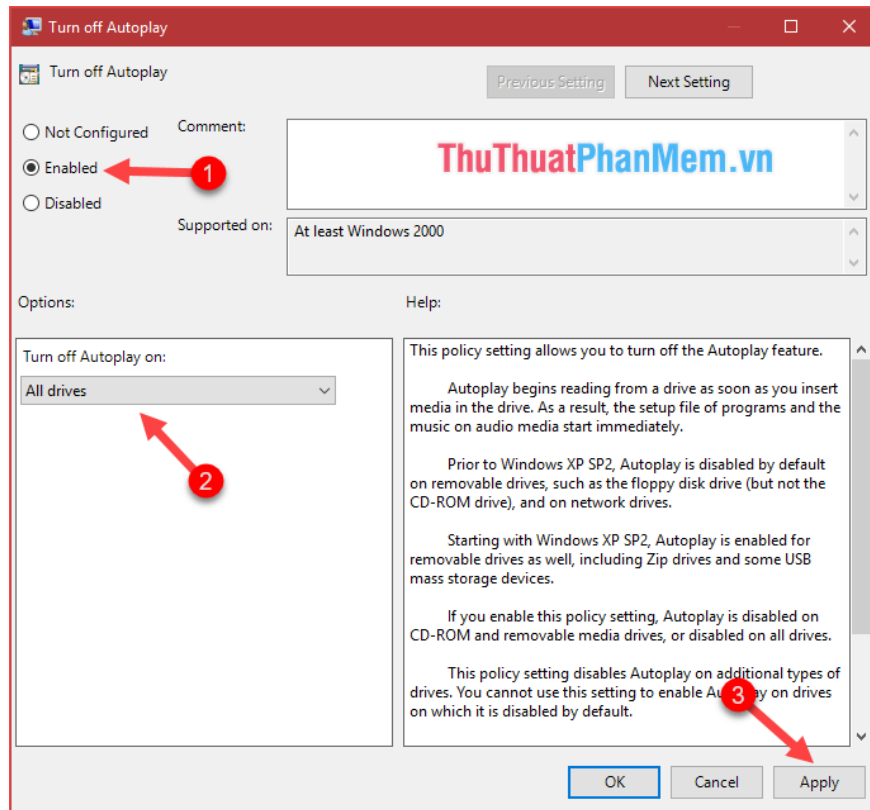 Turn off Autoplay
Turn off Autoplay
Previous Setting
Next Setting
Not Configured
Comment:
Enabled
1
Disabled
ThuThuatPhanMem.vn
Supported on:
At least Windows 2000
Options:
Help:
Turn off Autoplay on:
All drives
2
This policy setting allows you to turn off the Autoplay feature.
Autoplay begins reading from a drive as soon as you insert
media in the drive. As a result, the setup file of programs and the
music on audio media start immediately.
Prior to Windows XP SP2, Autoplay is disabled by default
on removable drives, such as the floppy disk drive (but not the
CD-ROM drive), and on network drives.
Starting with Windows XP SP2, Autoplay is enabled for
removable drives as well, including Zip drives and some USB
mass storage devices.
If you enable this policy setting, Autoplay is disabled on
CD-ROM and removable media drives, or disabled on all drives.
This policy setting disables Autoplay on additional types of
drives. You cannot use this setting to enable Autoplay on drives
on which it is disabled by default.
3
OK
Cancel
Apply